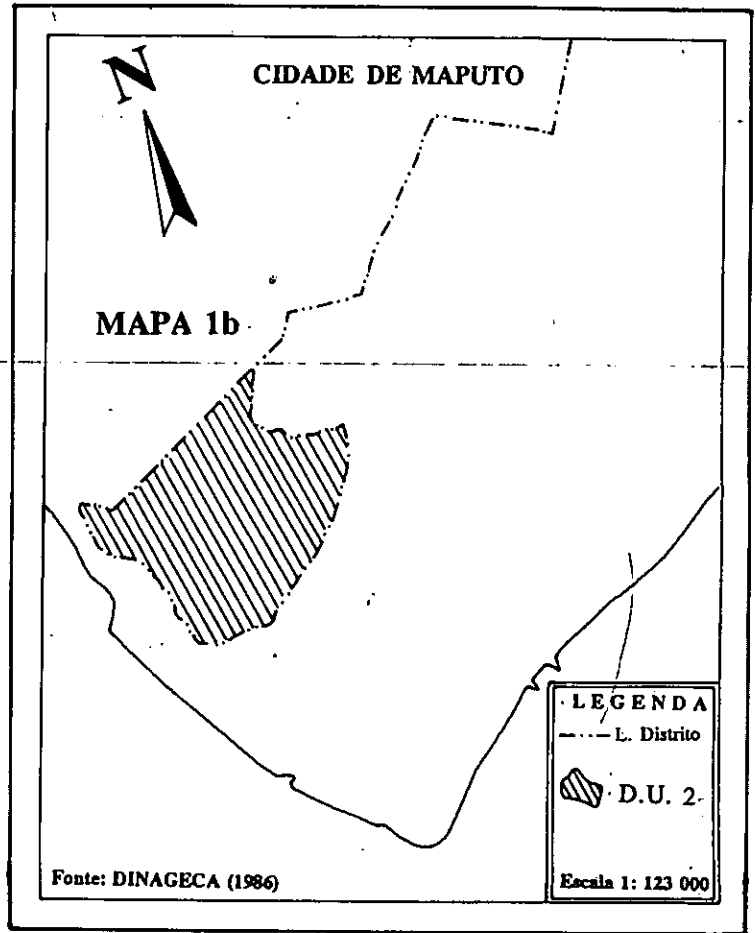 N
CIDADE DE MAPUTO
MAPA 1b
LEGENDA
L. Distrito
D.U. 2
Fonte: DINAGECA (1986)
Escala 1: 123 000